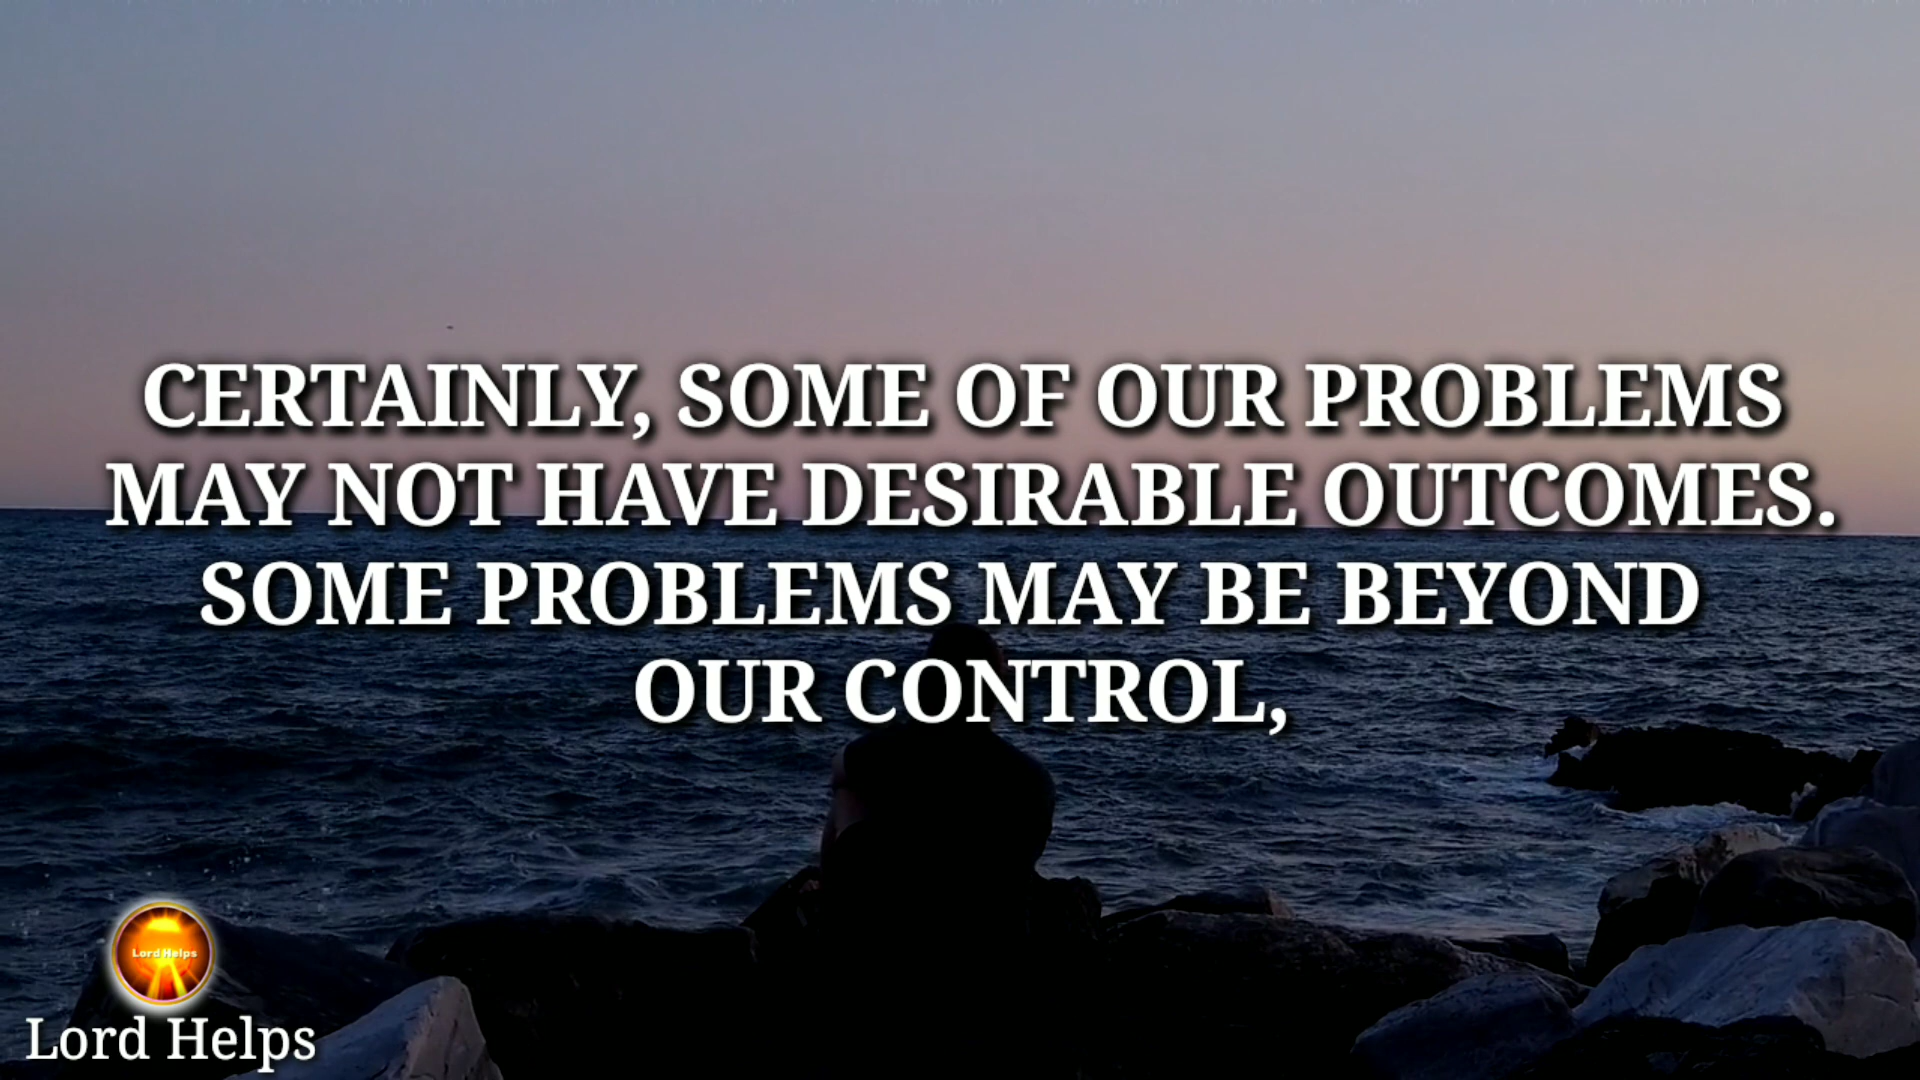 CERTAINLY, SOME OF OUR PROBLEMS
MAY NOT HAVE DESIRABLE OUTCOMES.
SOME PROBLEMS MAY BE BEYOND
OUR CONTROL,
Lord Helps
Lord Helps